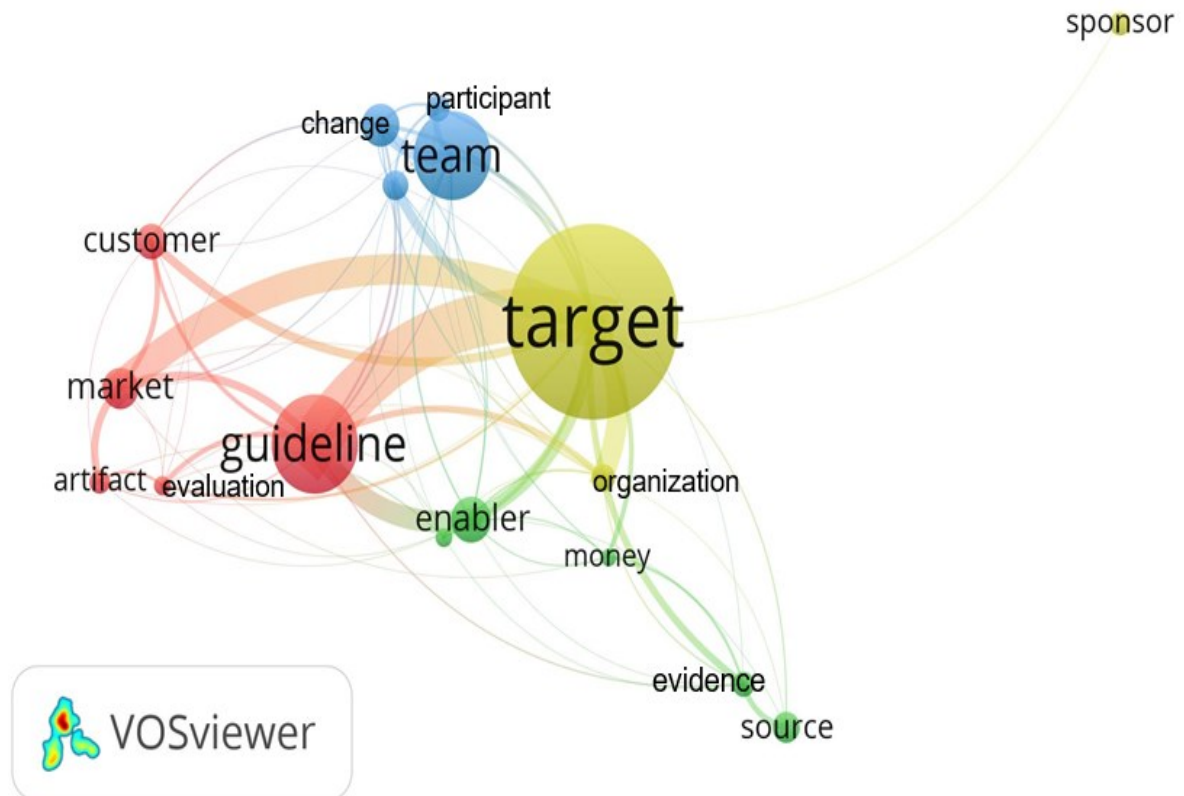 sponsor
participant
change
team
customer
target
market
guideline
artifact
evaluation
organization
enabler
money
evidence
source
VOSviewer